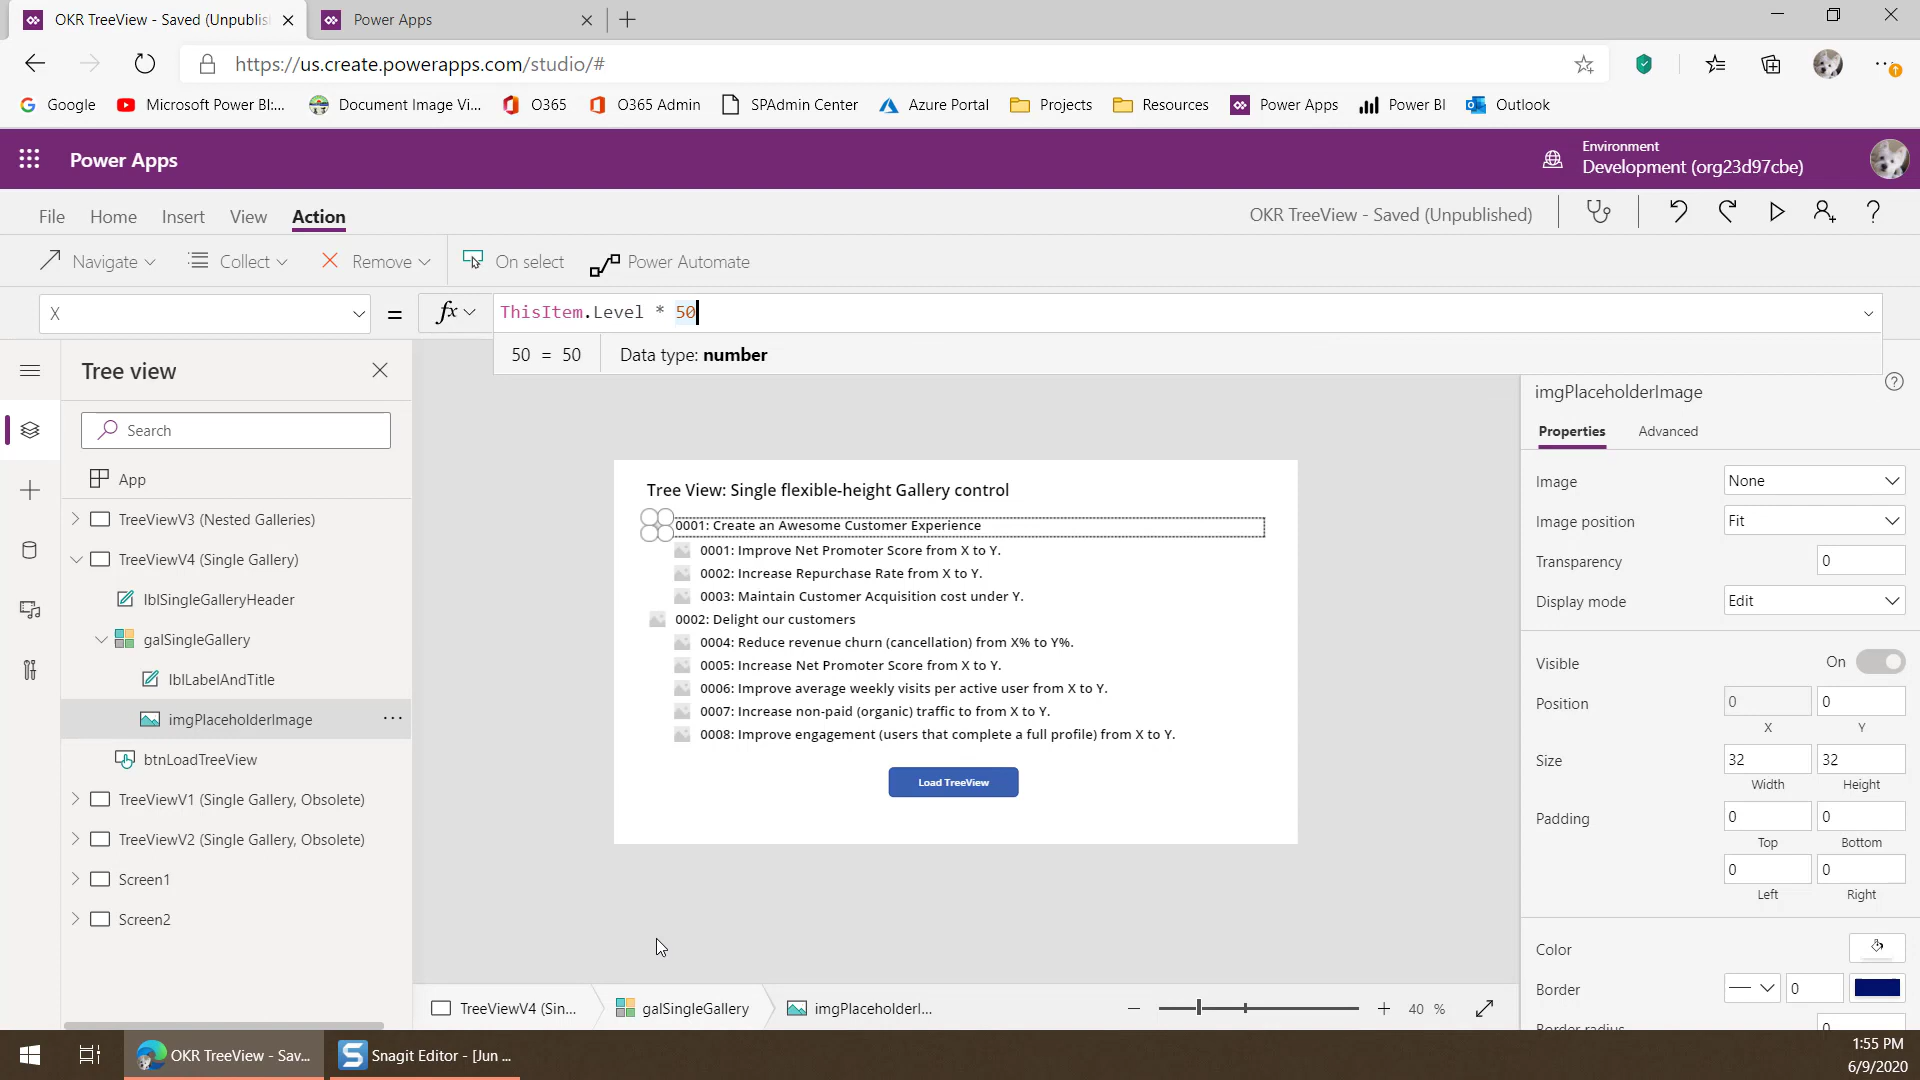 OKR TreeView - Saved (Unpublis
Power Apps
https://us.create.powerapps.com/studio/#
Google
Microsoft Power BI:...
Document Image Vi...
O365
O365 Admin
SPAdmin Center
Azure Portal
Projects
Resources
Power Apps
Power BI
Outlook
Power Apps
Environment
Development (org23d97cbe)
File
Home
Insert
View
Action
OKR TreeView - Saved (Unpublished)
Navigate
Collect
Remove
On select
Power Automate
X
=
fx
ThisItem.Level * 50
50 = 50
Data type: number
Tree view
Search
App
TreeViewV3 (Nested Galleries)
TreeViewV4 (Single Gallery)
lblSingleGalleryHeader
galSingleGallery
lblLabelAndTitle
imgPlaceholderImage
btnLoadTreeView
TreeViewV1 (Single Gallery, Obsolete)
TreeViewV2 (Single Gallery, Obsolete)
Screen1
Screen2
Tree View: Single flexible-height Gallery control
0001: Create an Awesome Customer Experience
0001: Improve Net Promoter Score from X to Y.
0002: Increase Repurchase Rate from X to Y.
0003: Maintain Customer Acquisition cost under Y.
0002: Delight our customers
0004: Reduce revenue churn (cancellation) from X% to Y%.
0005: Increase Net Promoter Score from X to Y.
0006: Improve average weekly visits per active user from X to Y.
0007: Increase non-paid (organic) traffic to from X to Y.
0008: Improve engagement (users that complete a full profile) from X to Y.
Load TreeView
TreeViewV4 (Sin...
galSingleGallery
imgPlaceholderI...
40 %
imgPlaceholderImage
Properties
Advanced
Image
None
Image position
Fit
Transparency
0
Display mode
Edit
Visible
On
Position
0
0
X
Y
Size
32
32
Width
Height
Padding
0
0
Top
Bottom
0
0
Left
Right
Color
Border
0
Border radius
0
OKR TreeView - Sav...
Snagit Editor - [Jun ...
1:55 PM
6/9/2020